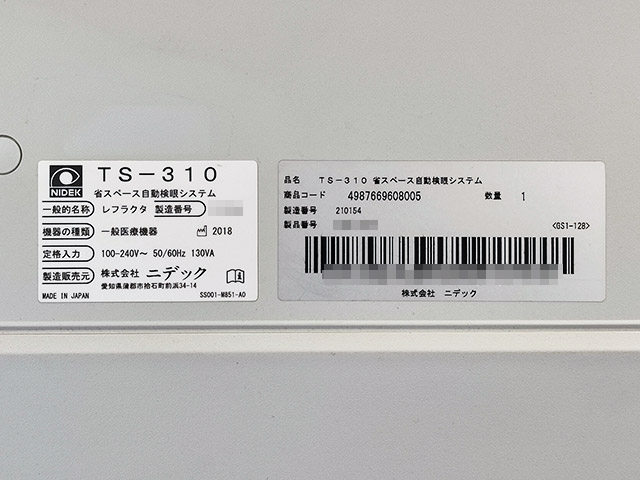 NIDEK
TS-310
省スペース自動検眼システム
一般的名称 レフラクタ 製造番号
機器の種類 一般医療機器 2018
定格入力 100-240V～ 50/60Hz 130VA
製造販売元 株式会社 ニデック
愛知県蒲郡市拾石町前浜34-14
MADE IN JAPAN SS001-M851-A0
品名 TS-310 省スペース自動検眼システム
商品コード 4987669608005 数量 1
製造番号 210154
製品番号
<GS1-128>
株式会社 ニデック